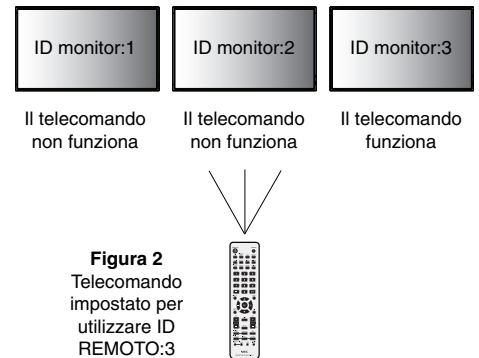 ID monitor:1
ID monitor:2
ID monitor:3
Il telecomando
non funziona
Il telecomando
non funziona
Il telecomando
funziona
Figura 2
Telecomando
impostato per
utilizzare ID
REMOTO:3